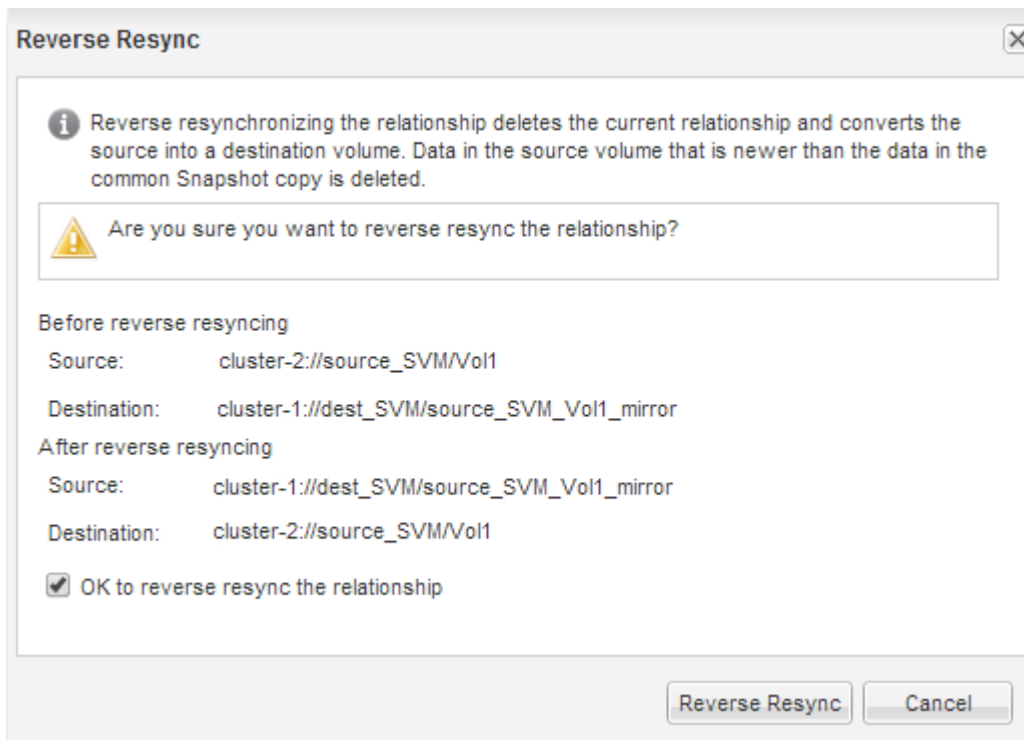 Reverse Resync
Reverse resynchronizing the relationship deletes the current relationship and converts the
source into a destination volume. Data in the source volume that is newer than the data in the
common Snapshot copy is deleted.
Are you sure you want to reverse resync the relationship?
Before reverse resyncing
Source: cluster-2://source_SVM/Vol1
Destination: cluster-1://dest_SVM/source_SVM_Vol1_mirror
After reverse resyncing
Source: cluster-1://dest_SVM/source_SVM_Vol1_mirror
Destination: cluster-2://source_SVM/Vol1
OK to reverse resync the relationship
Reverse Resync Cancel